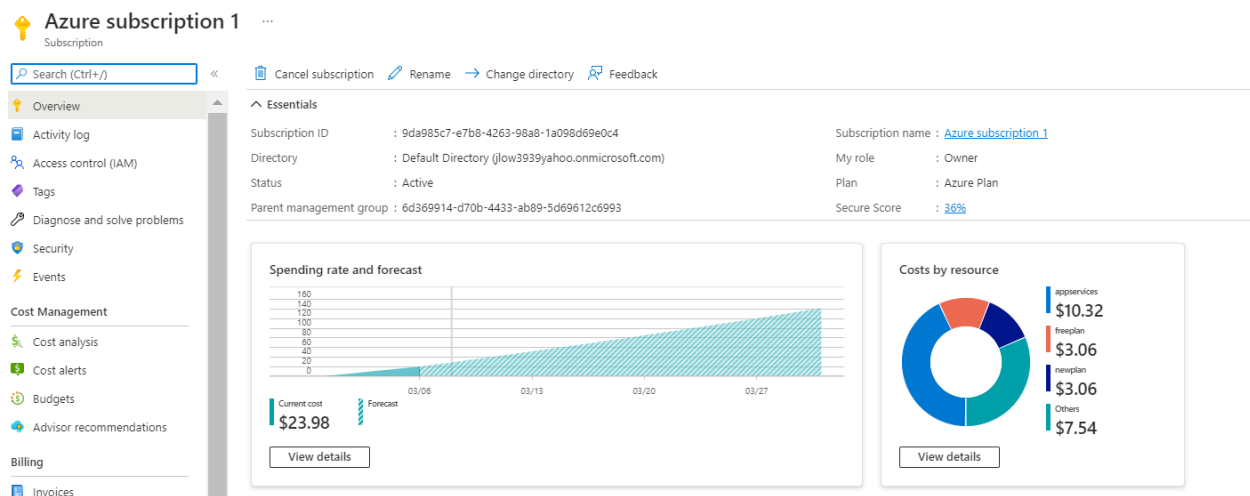 Azure subscription 1 ...
Subscription
Search (Ctrl+/)
«
Overview
Activity log
Access control (IAM)
Tags
Diagnose and solve problems
Security
Events
Cost Management
Cost analysis
Cost alerts
Budgets
Advisor recommendations
Billing
Invoices
Cancel subscription Rename Change directory Feedback
Essentials
Subscription ID : 9da985c7-e7b8-4263-98a8-1a098d69e0c4
Directory : Default Directory (jlow3939yahoo.onmicrosoft.com)
Status : Active
Parent management group : 6d369914-d70b-4433-ab89-5d69612c6993
Subscription name : Azure subscription 1
My role : Owner
Plan : Azure Plan
Secure Score : 36%
Spending rate and forecast
160
140
120
100
80
60
40
20
0
03/06 03/13 03/20 03/27
Current cost
$23.98
Forecast
View details
Costs by resource
appservices
$10.32
freeplan
$3.06
newplan
$3.06
Others
$7.54
View details